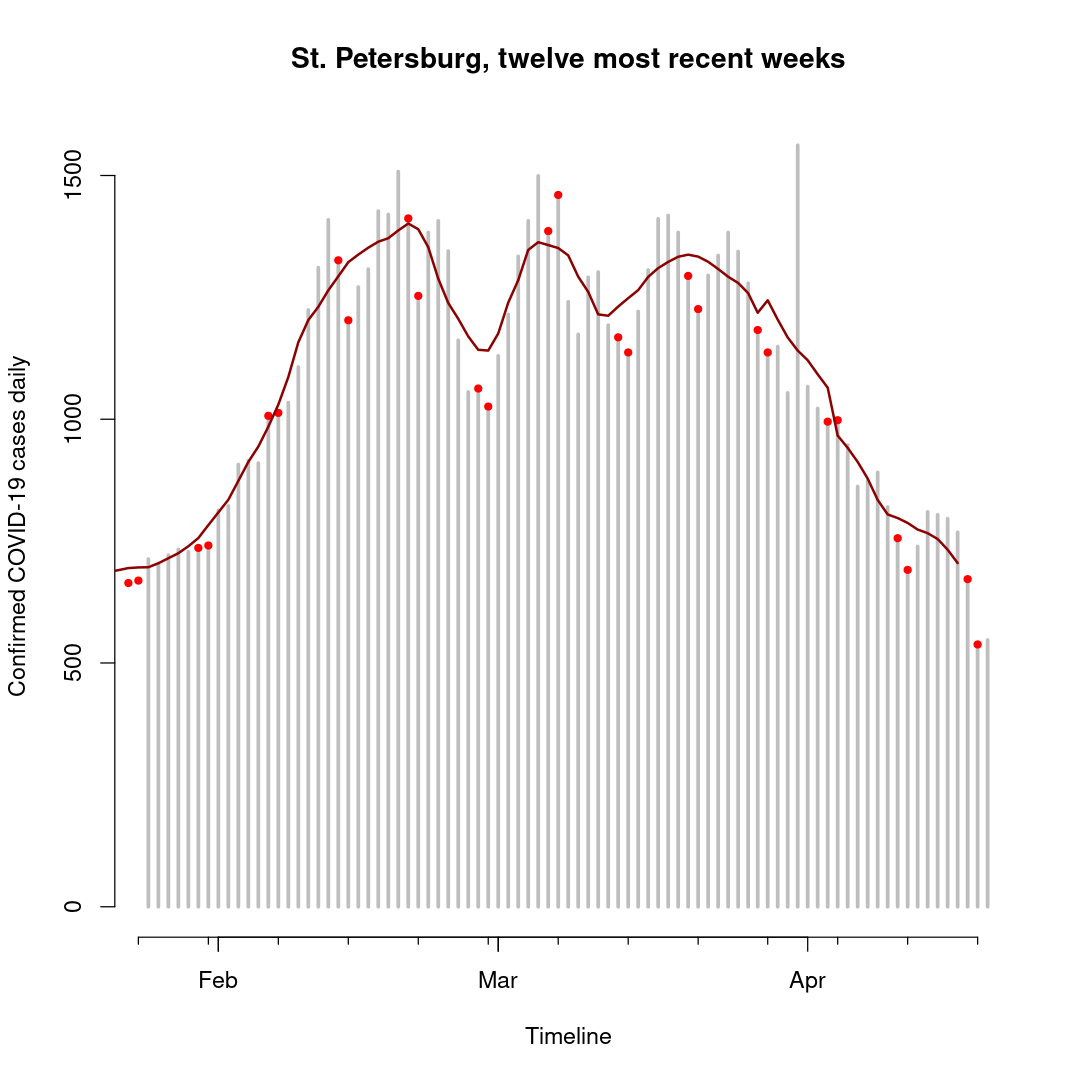 St. Petersburg, twelve most recent weeks
Confirmed COVID-19 cases daily
1500
1000
500
0
Feb Mar Apr
Timeline